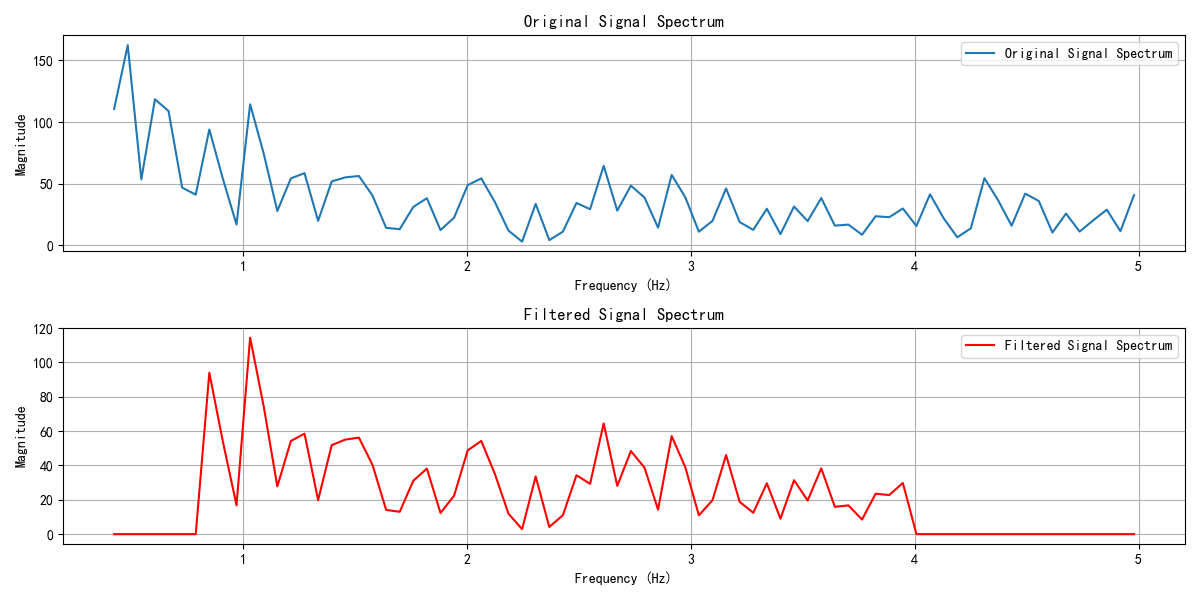 Original Signal Spectrum
Original Signal Spectrum
Magnitude
150
100
50
0
1
2
3
4
5
Frequency (Hz)
Filtered Signal Spectrum
Filtered Signal Spectrum
Magnitude
120
100
80
60
40
20
0
1
2
3
4
5
Frequency (Hz)